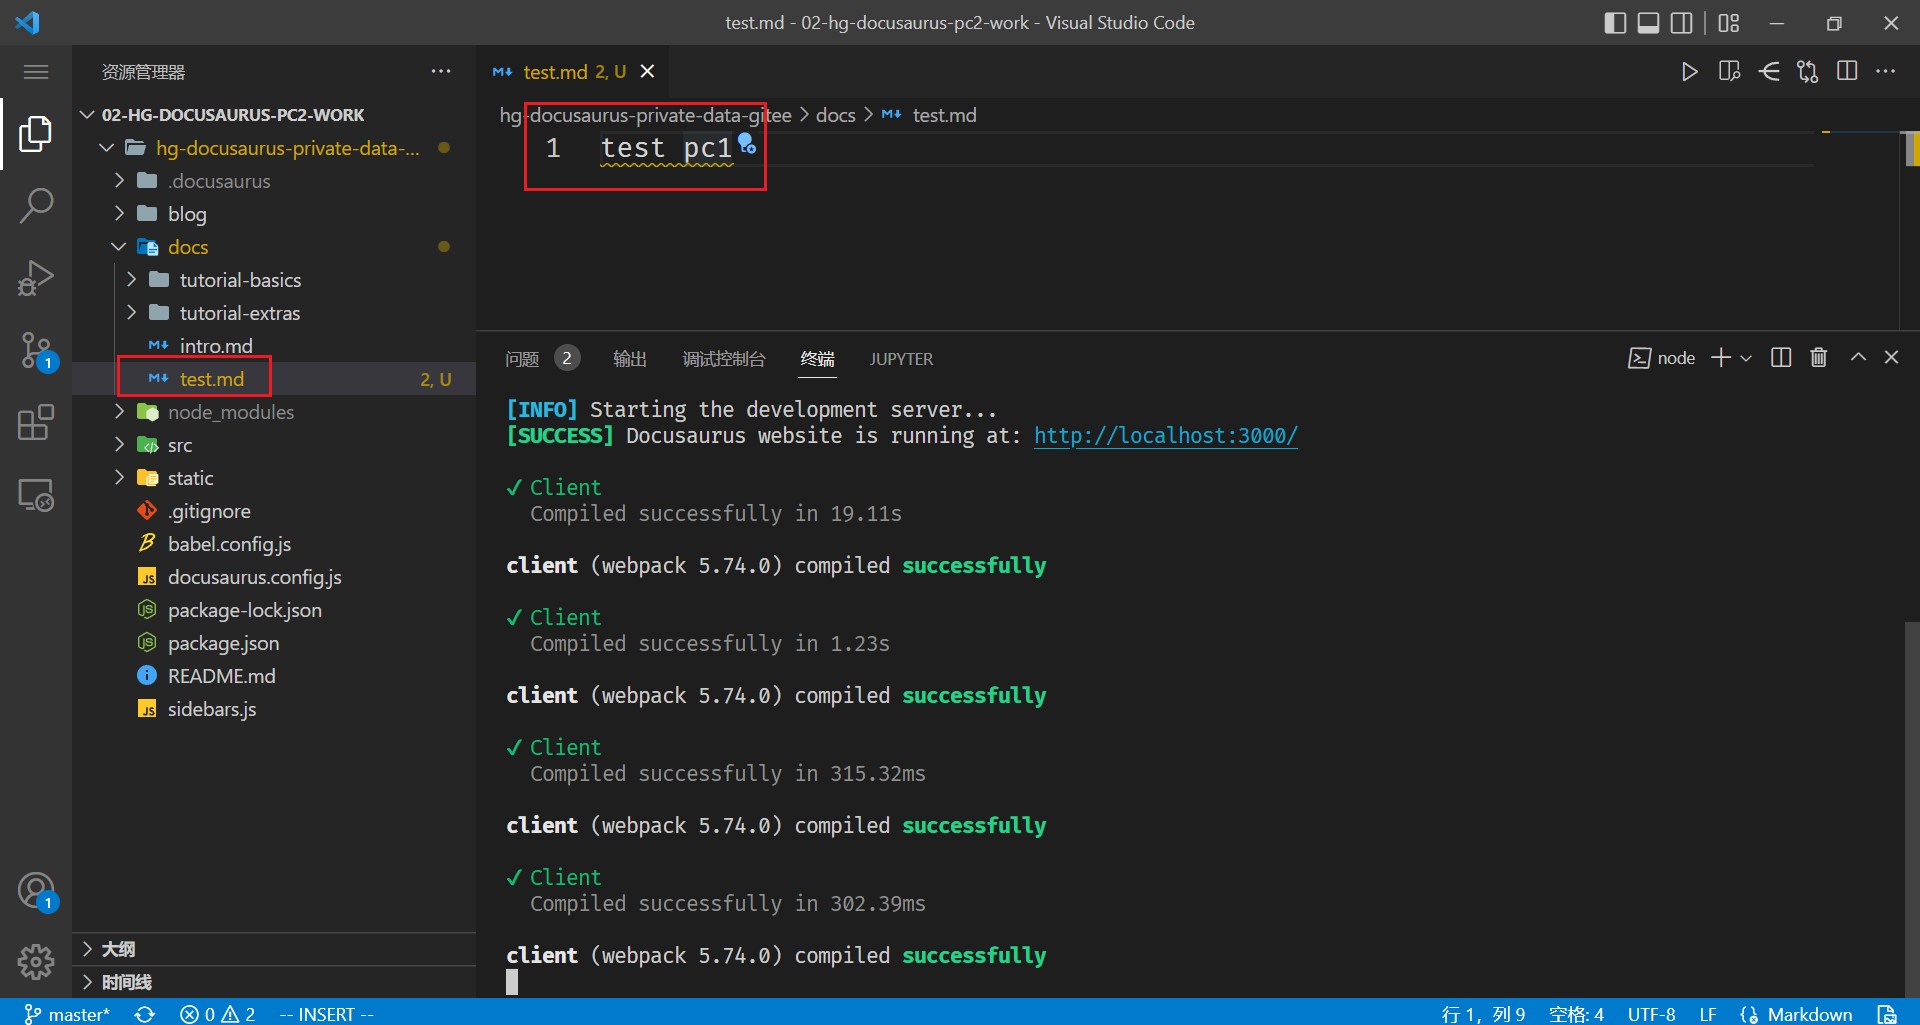 test.md - 02-hg-docusaurus-pc2-work - Visual Studio Code
资源管理器
02-HG-DOCUSAURUS-PC2-WORK
hg-docusaurus-private-data-...
.docusaurus
blog
docs
tutorial-basics
tutorial-extras
intro.md
test.md 2, U
node_modules
src
static
.gitignore
babel.config.js
docusaurus.config.js
package-lock.json
package.json
README.md
sidebars.js
大纲
时间线
1
1
test.md 2, U
hg-docusaurus-private-data-gitee > docs > test.md
1 test pc1
问题 2 输出 调试控制台 终端 JUPYTER
node
[INFO] Starting the development server...
[SUCCESS] Docusaurus website is running at: http://localhost:3000/
✔ Client
Compiled successfully in 19.11s
client (webpack 5.74.0) compiled successfully
✔ Client
Compiled successfully in 1.23s
client (webpack 5.74.0) compiled successfully
✔ Client
Compiled successfully in 315.32ms
client (webpack 5.74.0) compiled successfully
✔ Client
Compiled successfully in 302.39ms
client (webpack 5.74.0) compiled successfully
master* 0 2 -- INSERT -- 行 1，列 9 空格: 4 UTF-8 LF Markdown